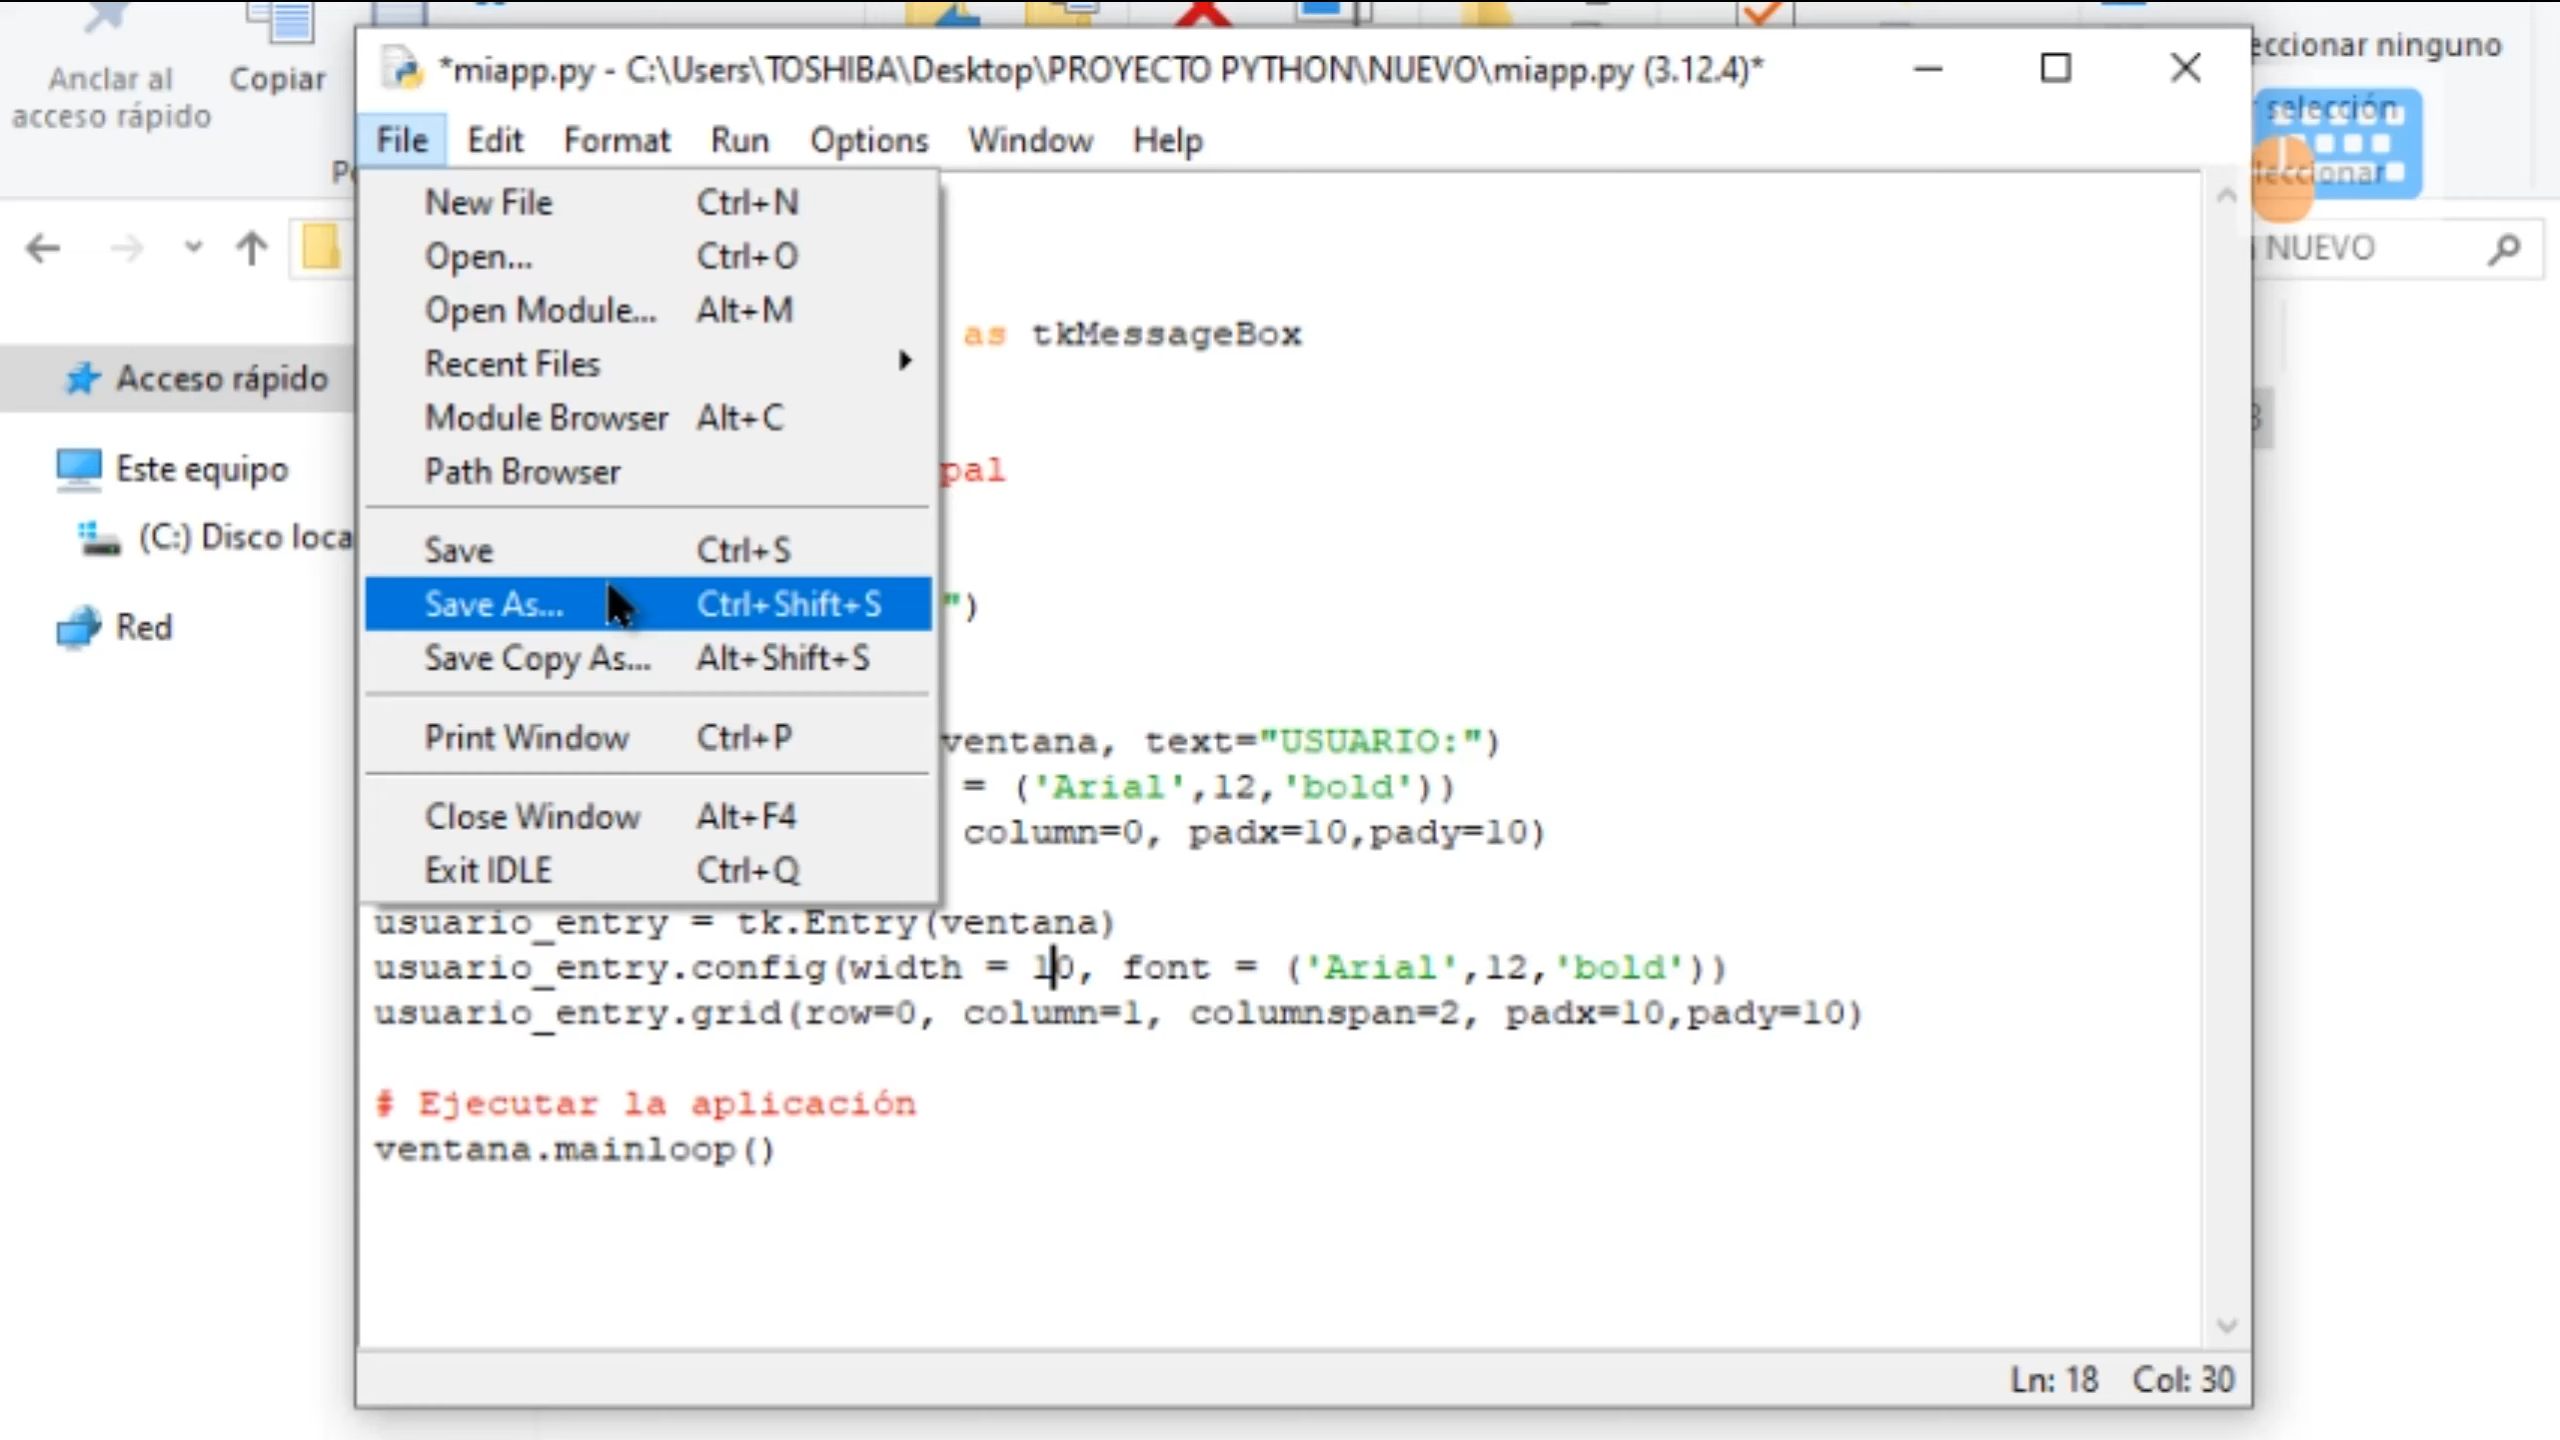 eccionar ninguno
Anclar al
acceso rápido
Copiar
selección
leccionar
NUEVO
*miapp.py - C:\Users\TOSHIBA\Desktop\PROYECTO PYTHON\NUEVO\miapp.py (3.12.4)*
File Edit Format Run Options Window Help
New File Ctrl+N
Open... Ctrl+O
Open Module... Alt+M
Recent Files
Module Browser Alt+C
Path Browser
Save Ctrl+S
Save As... Ctrl+Shift+S
Save Copy As... Alt+Shift+S
Print Window Ctrl+P
Close Window Alt+F4
Exit IDLE Ctrl+Q
Acceso rápido
Este equipo
(C:) Disco loca
Red
as tkMessageBox
pal
")
ventana, text="USUARIO:")
= ('Arial',12,'bold'))
column=0, padx=10,pady=10)
usuario_entry = tk.Entry(ventana)
usuario_entry.config(width = 10, font = ('Arial',12,'bold'))
usuario_entry.grid(row=0, column=1, columnspan=2, padx=10,pady=10)
# Ejecutar la aplicación
ventana.mainloop()
Ln: 18 Col: 30